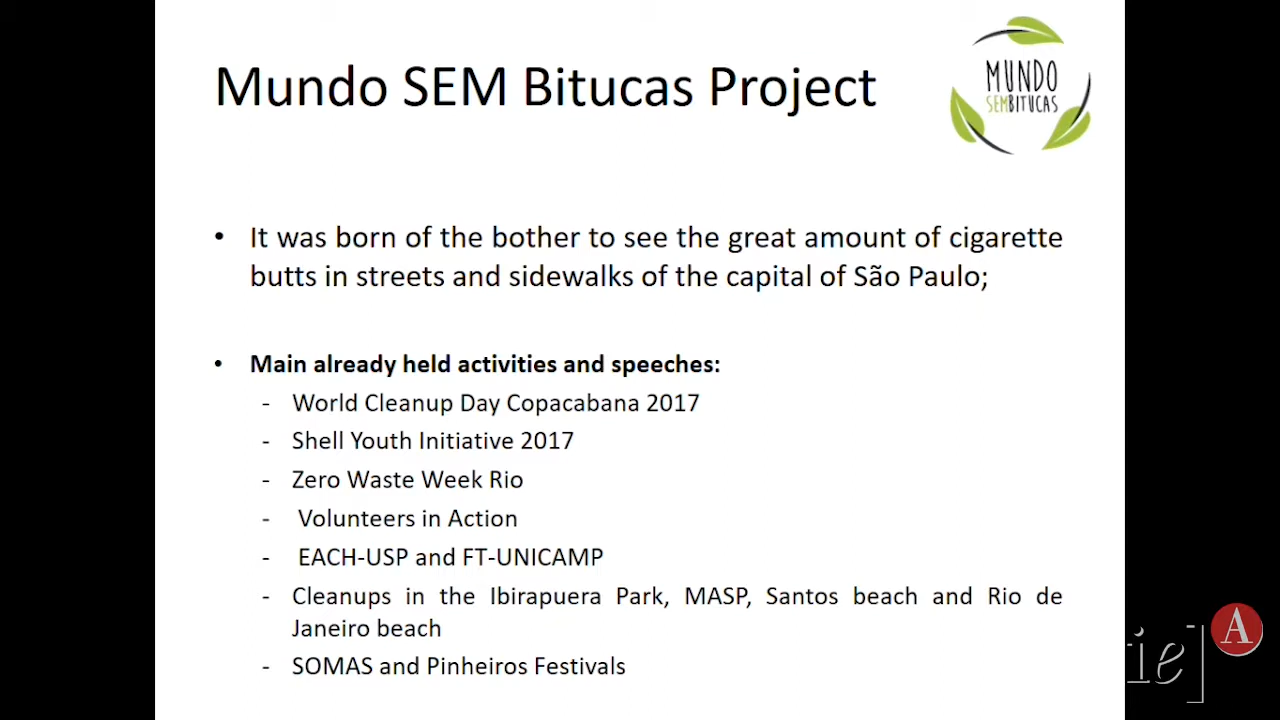 Mundo SEM Bitucas Project
MUNDO
SEMBITUCAS
• It was born of the bother to see the great amount of cigarette
butts in streets and sidewalks of the capital of São Paulo;
• Main already held activities and speeches:
- World Cleanup Day Copacabana 2017
- Shell Youth Initiative 2017
- Zero Waste Week Rio
- Volunteers in Action
- EACH-USP and FT-UNICAMP
- Cleanups in the Ibirapuera Park, MASP, Santos beach and Rio de
Janeiro beach
- SOMAS and Pinheiros Festivals
ie]A